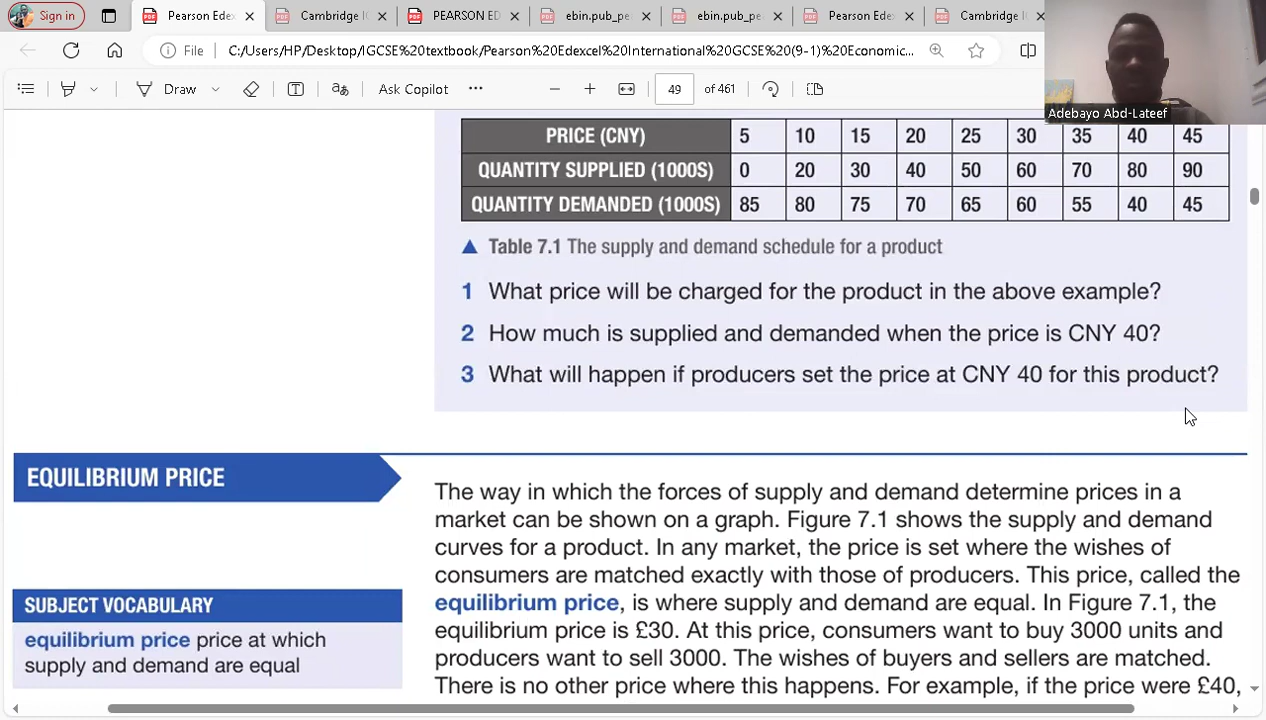 Sign in
Pearson Ede
Cambridge IC
PEARSON ED
ebin.pub_pe
ebin.pub_pe
Pearson Ede
Cambridge IC
File
C:/Users/HP/Desktop/IGCSE%20textbook/Pearson%20Edexcel%20International%20GCSE%20(9-1)%20Economic...
Draw
Ask Copilot
49 of 461
Adebayo Abd-Lateef
PRICE (CNY) 5 10 15 20 25 30 35 40 45
QUANTITY SUPPLIED (1000S) 0 20 30 40 50 60 70 80 90
QUANTITY DEMANDED (1000S) 85 80 75 70 65 60 55 40 45
▲ Table 7.1 The supply and demand schedule for a product
1 What price will be charged for the product in the above example?
2 How much is supplied and demanded when the price is CNY 40?
3 What will happen if producers set the price at CNY 40 for this product?
EQUILIBRIUM PRICE
The way in which the forces of supply and demand determine prices in a
market can be shown on a graph. Figure 7.1 shows the supply and demand
curves for a product. In any market, the price is set where the wishes of
consumers are matched exactly with those of producers. This price, called the
equilibrium price, is where supply and demand are equal. In Figure 7.1, the
equilibrium price is £30. At this price, consumers want to buy 3000 units and
producers want to sell 3000. The wishes of buyers and sellers are matched.
There is no other price where this happens. For example, if the price were £40,
SUBJECT VOCABULARY
equilibrium price price at which
supply and demand are equal